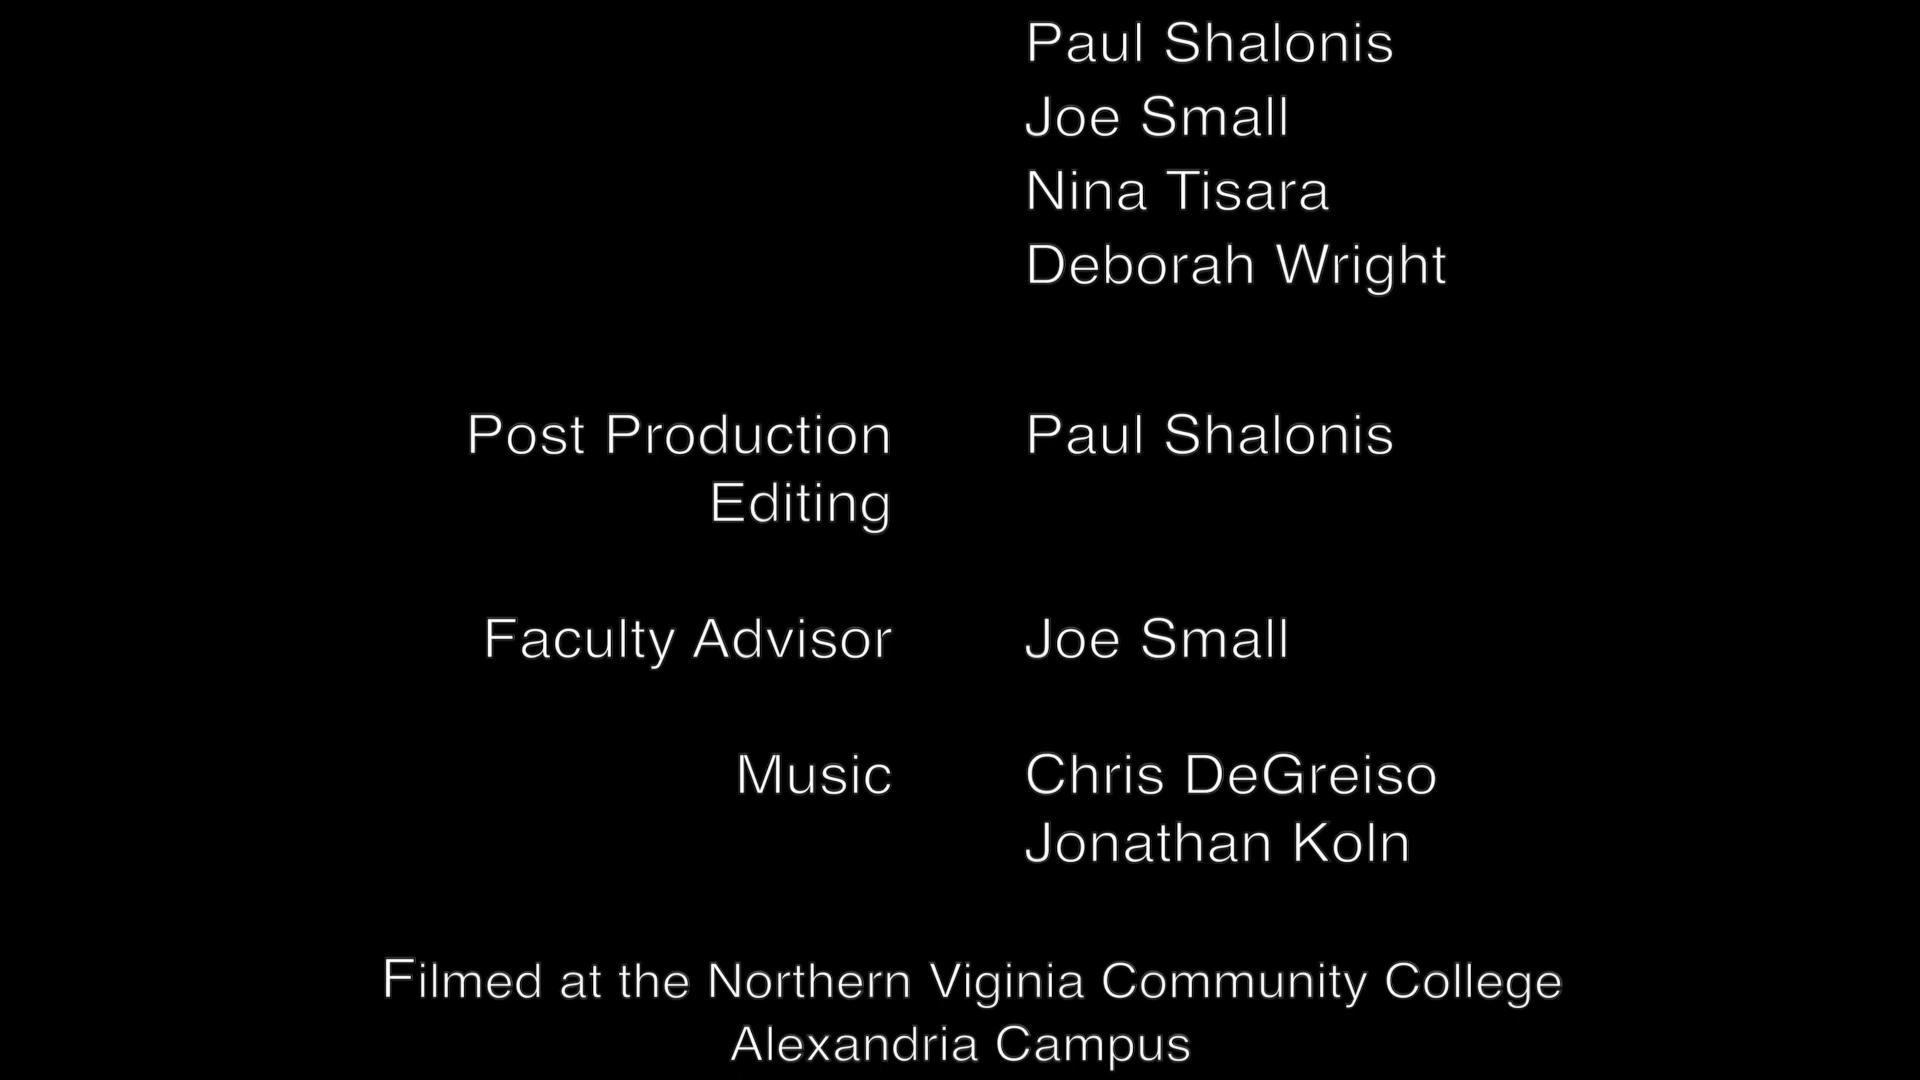 Paul Shalonis
Joe Small
Nina Tisara
Deborah Wright
Post Production Paul Shalonis
Editing
Faculty Advisor Joe Small
Music Chris DeGreiso
Jonathan Koln
Filmed at the Northern Viginia Community College
Alexandria Campus